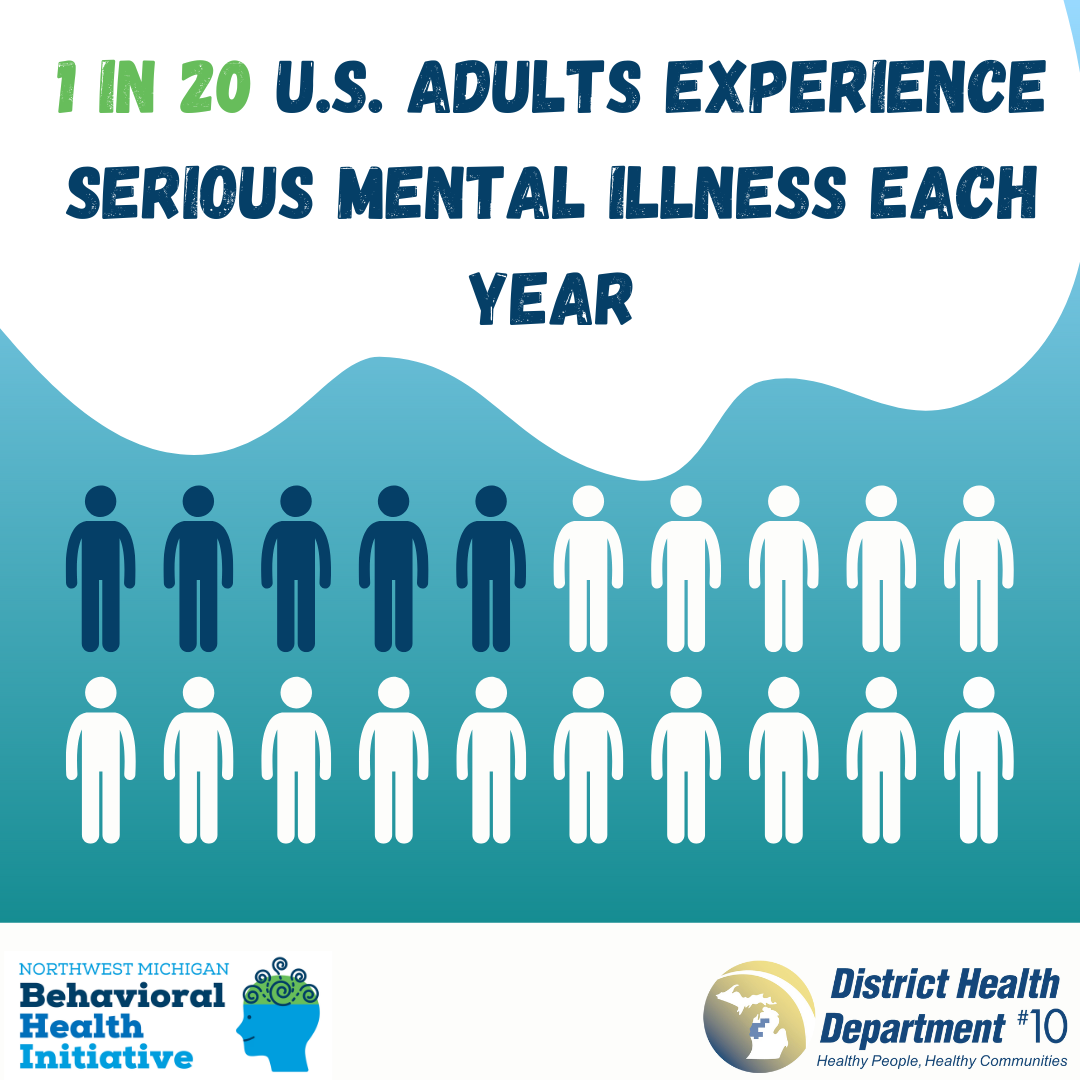 1 IN 20 U.S. ADULTS EXPERIENCE
SERIOUS MENTAL ILLNESS EACH
YEAR
NORTHWEST MICHIGAN
Behavioral
Health
Initiative
District Health
Department #10
Healthy People, Healthy Communities